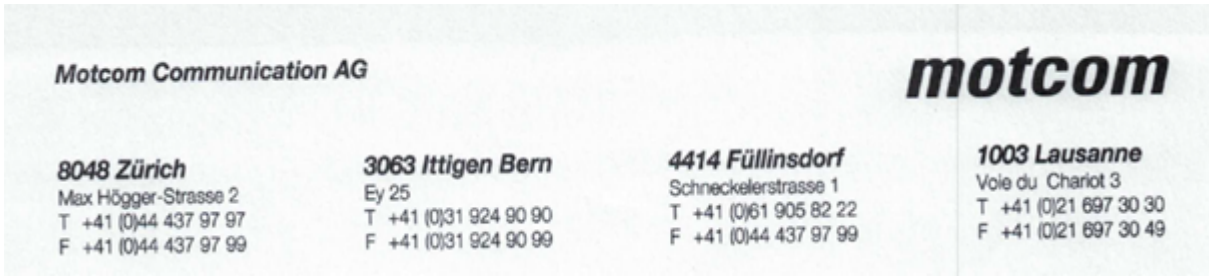 Motcom Communication AG
motcom
8048 Zürich
Max Högger-Strasse 2
T +41 (0)44 437 97 97
F +41 (0)44 437 97 99
3063 Ittigen Bern
Ey 25
T +41 (0)31 924 90 90
F +41 (0)31 924 90 99
4414 Füllinsdorf
Schneckelerstrasse 1
T +41 (0)61 905 82 22
F +41 (0)44 437 97 99
1003 Lausanne
Voie du Chariot 3
T +41 (0)21 697 30 30
F +41 (0)21 697 30 49